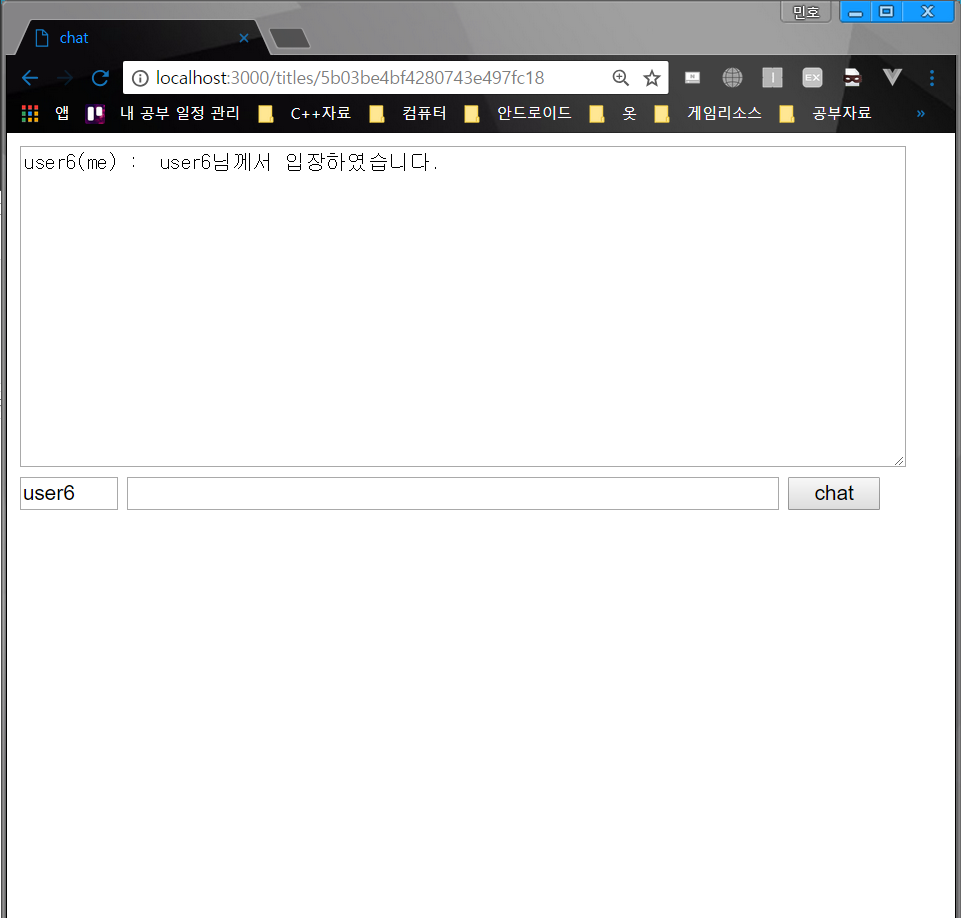 민호
chat
localhost:3000/titles/5b03be4bf4280743e497fc18
앱 내 공부 일정 관리 C++자료 컴퓨터 안드로이드 옷 게임리소스 공부자료 »
user6(me) : user6님께서 입장하였습니다.
user6 chat